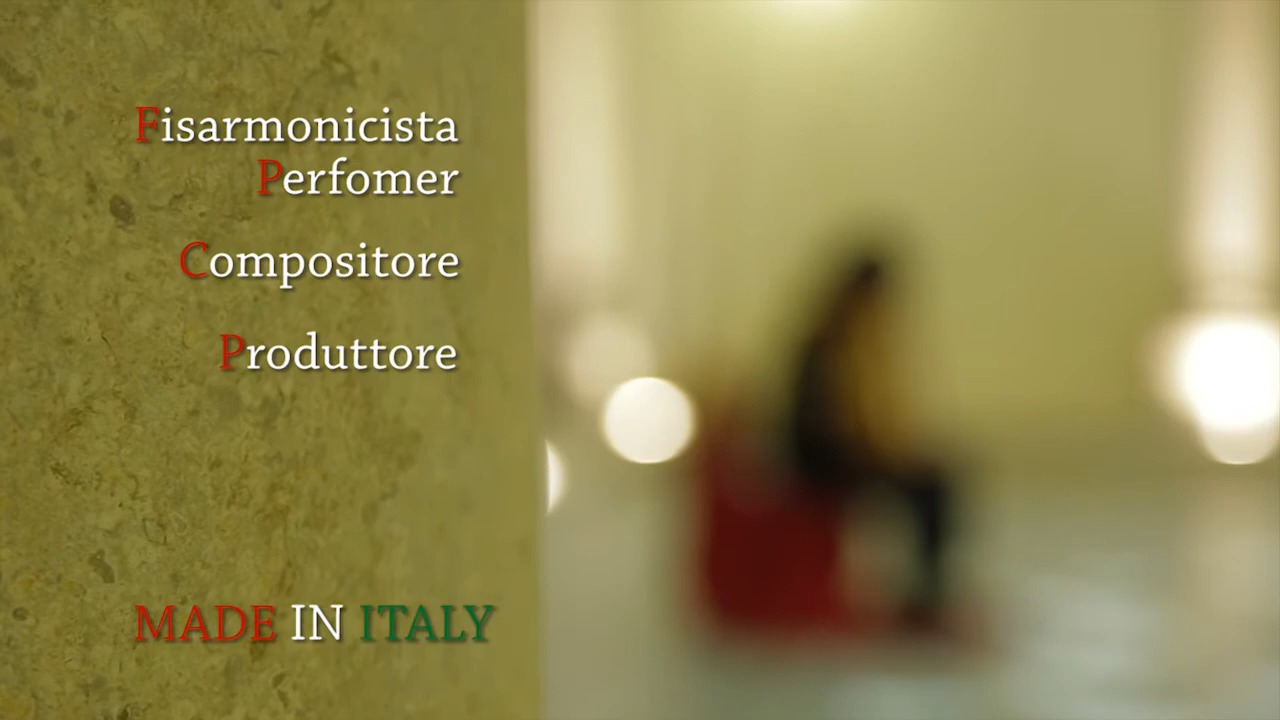 Fisarmonicista
Perfomer
Compositore
Produttore
MADE IN ITALY